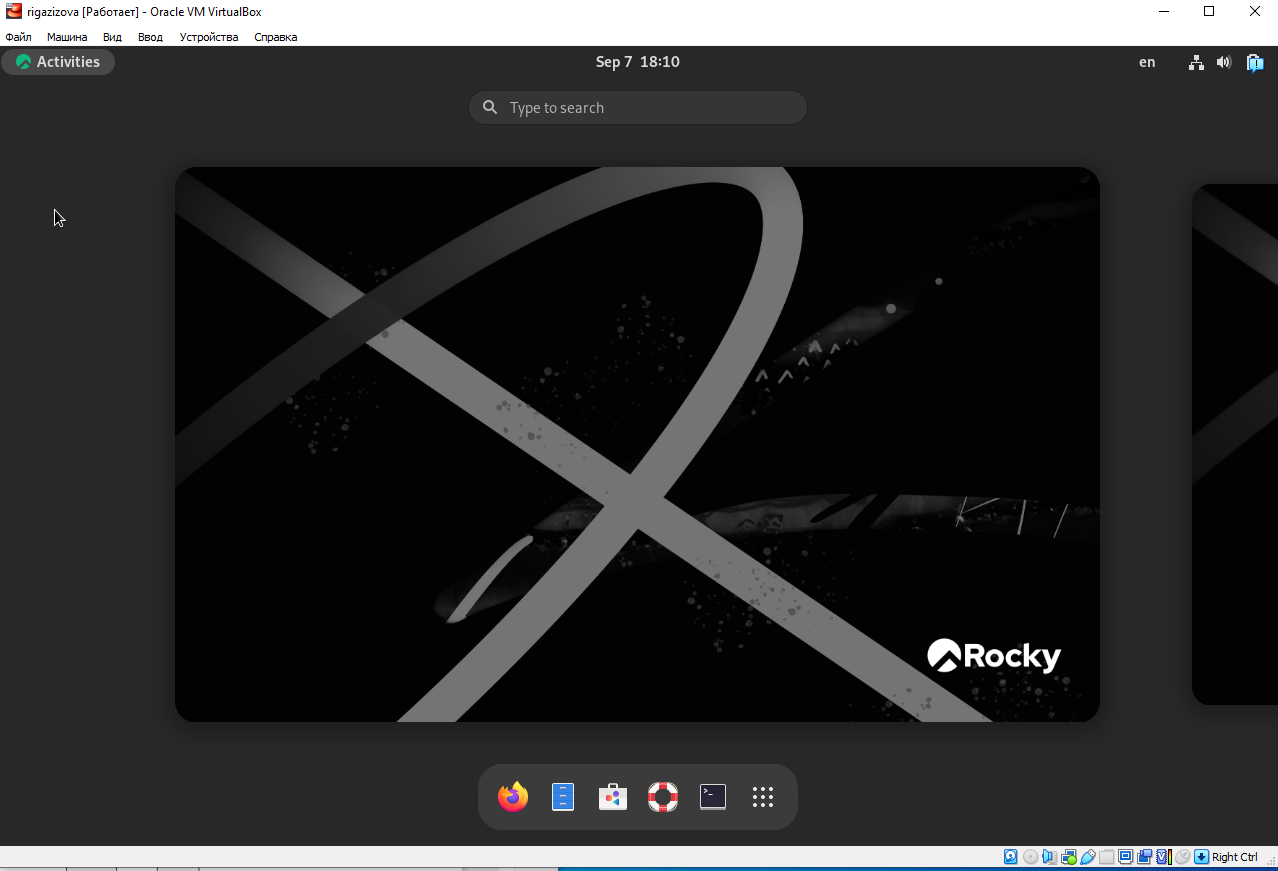 rigazizova [Работает] - Oracle VM VirtualBox
Файл Машина Вид Ввод Устройства Справка
Activities Sep 7 18:10 en
Type to search
Rocky
Right Ctrl